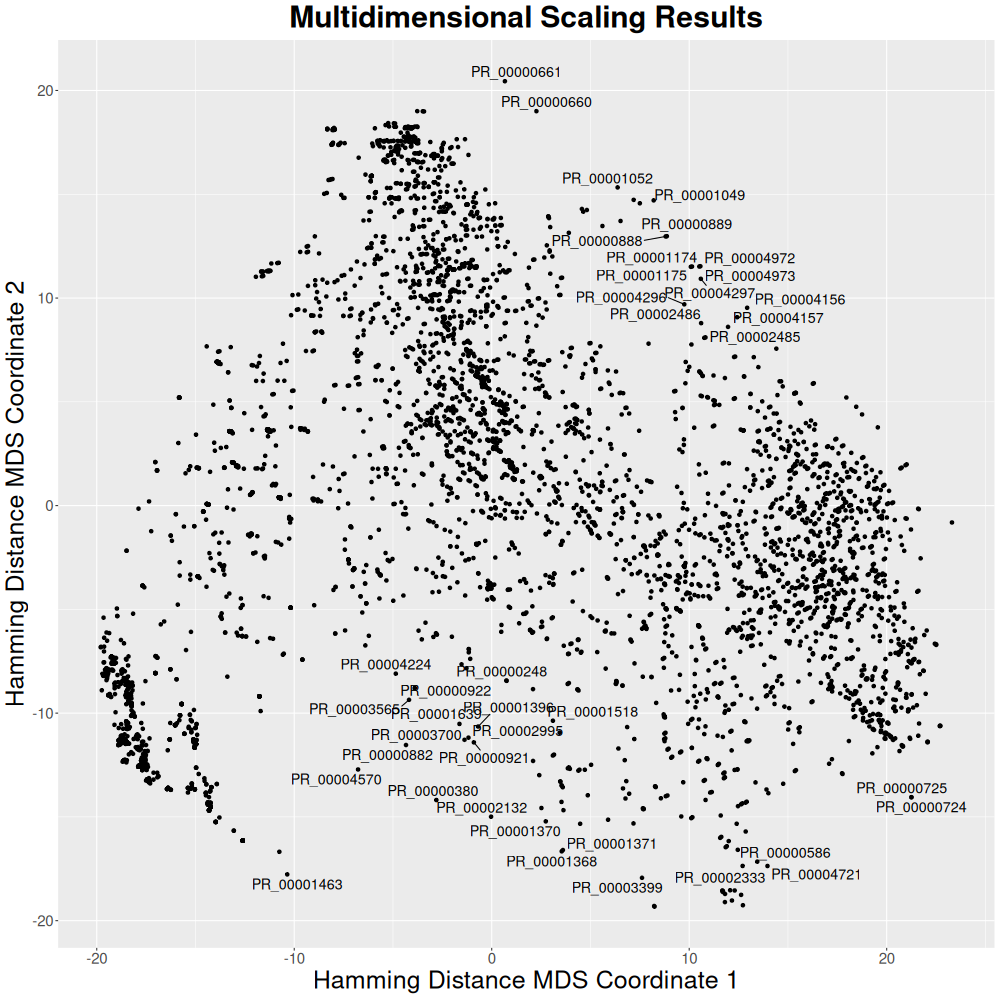 Multidimensional Scaling Results
Hamming Distance MDS Coordinate 2
20
10
0
-10
-20
PR_00000661
PR_00000660
PR_00001052
PR_00001049
PR_00000889
PR_00000888
PR_00001174
PR_00004972
PR_00001175
PR_00004973
PR_00004296
PR_00004297
PR_00004156
PR_00002486
PR_00004157
PR_00002485
PR_00004224
PR_00000248
PR_00000922
PR_00003565
PR_00001639
PR_00001396
PR_00001518
PR_00003700
PR_00002995
PR_00000882
PR_00000921
PR_00004570
PR_00000380
PR_00002132
PR_00000725
PR_00000724
PR_00001370
PR_00001371
PR_00001368
PR_00000586
PR_00004721
PR_00002333
PR_00003399
PR_00001463
-20
-10
0
10
20
Hamming Distance MDS Coordinate 1